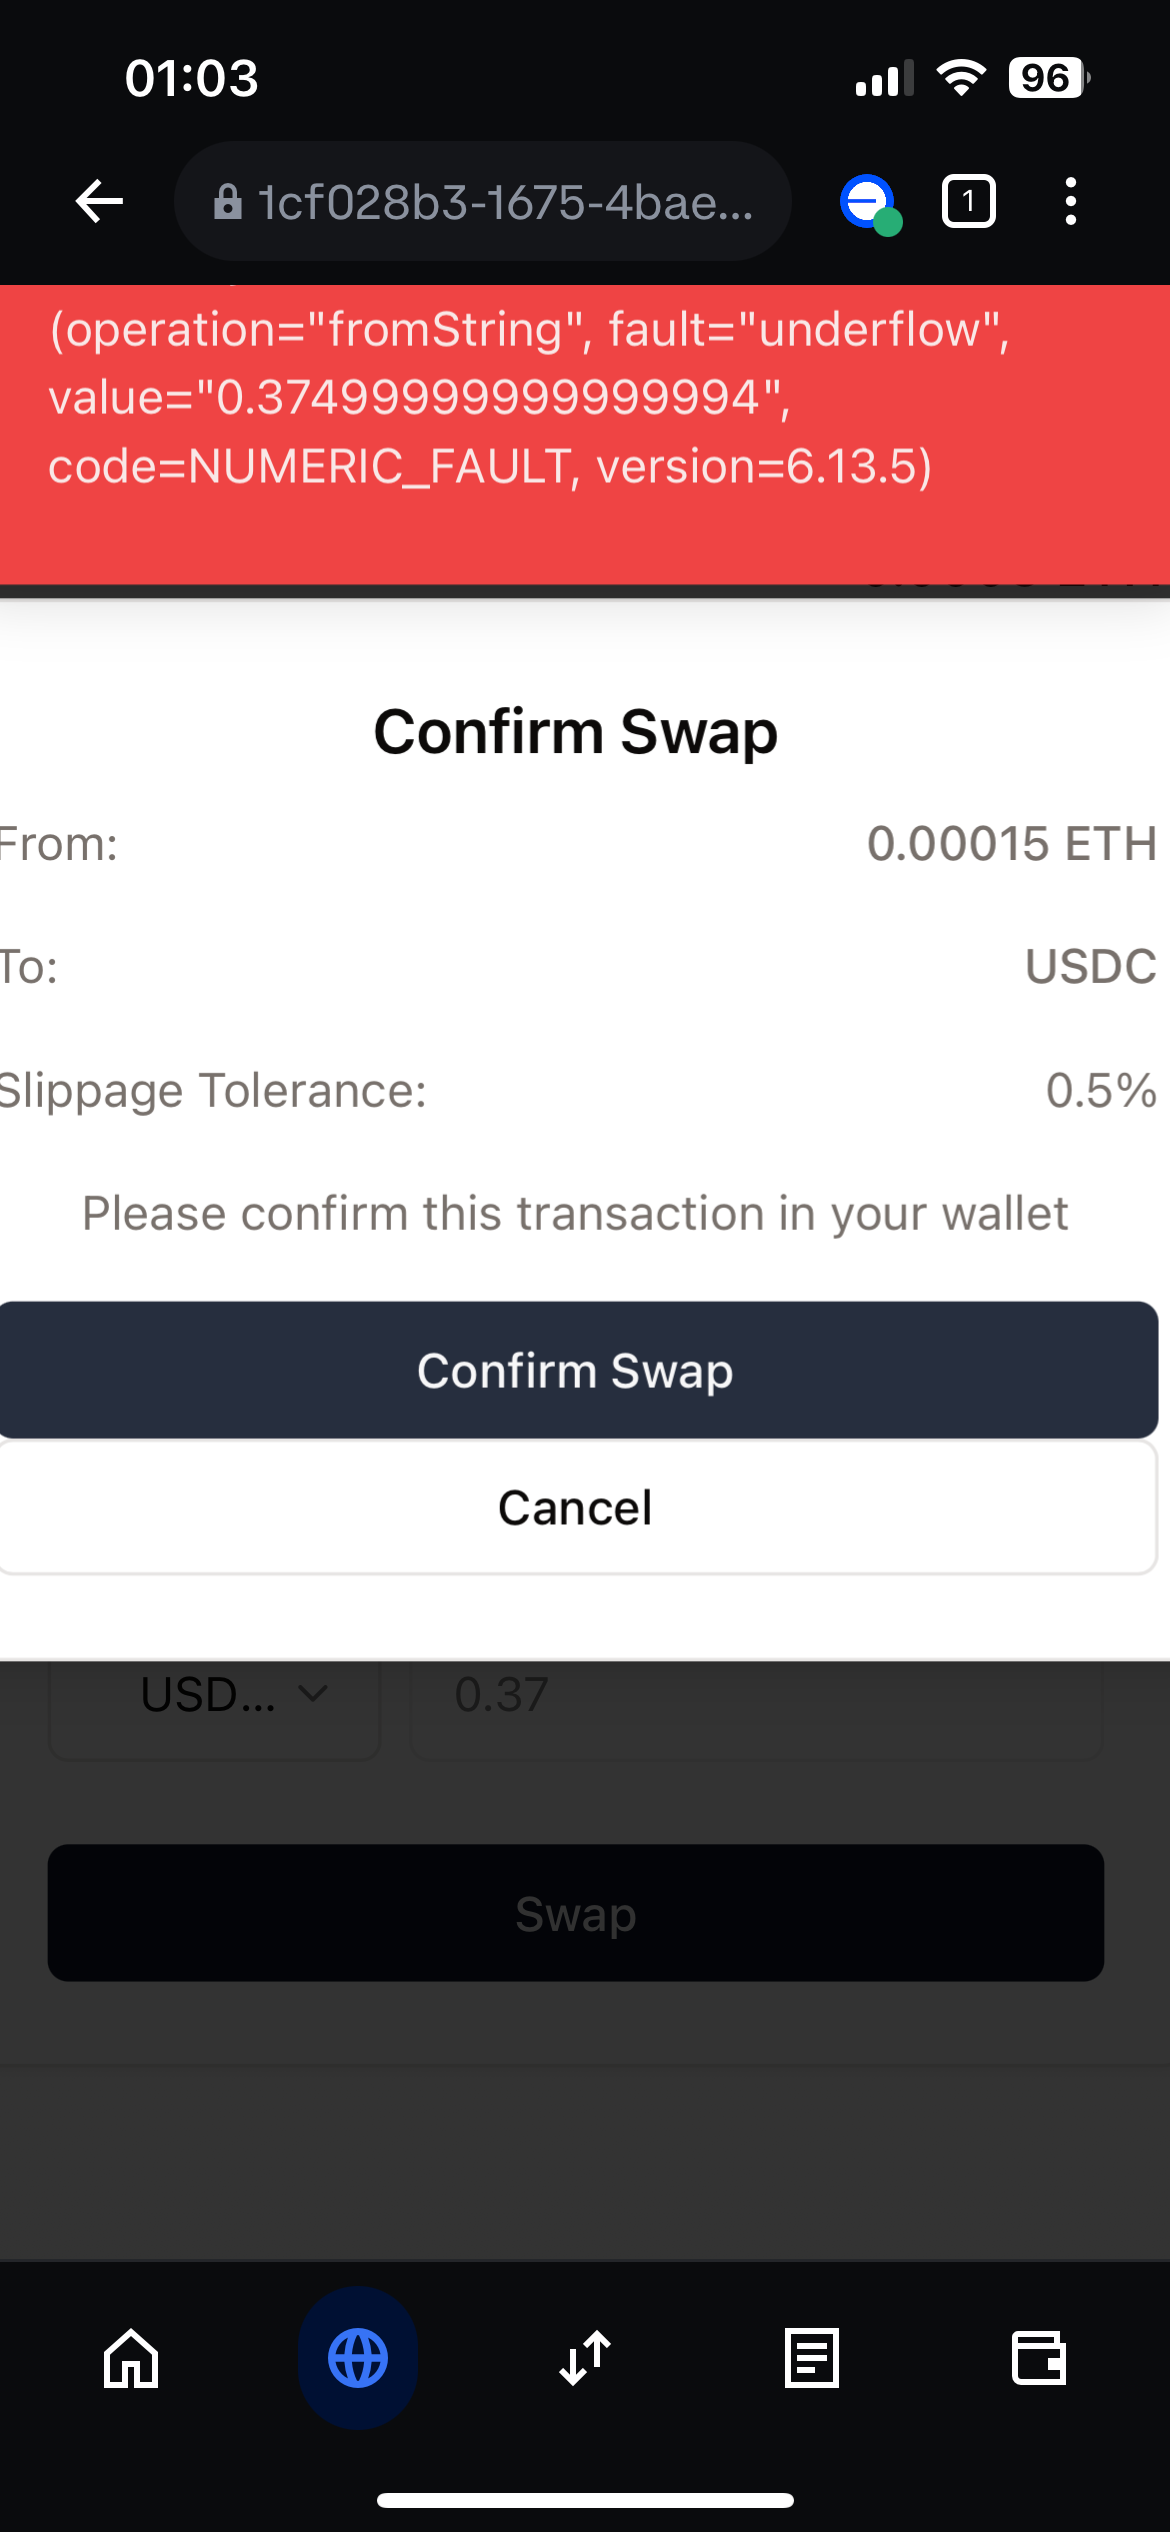 01:03
96
1cf028b3-1675-4bae...
1
(operation="fromString", fault="underflow",
value="0.37499999999999994",
code=NUMERIC_FAULT, version=6.13.5)
Confirm Swap
From: 0.00015 ETH
To: USDC
Slippage Tolerance: 0.5%
Please confirm this transaction in your wallet
Confirm Swap
Cancel
USD... 0.37
Swap